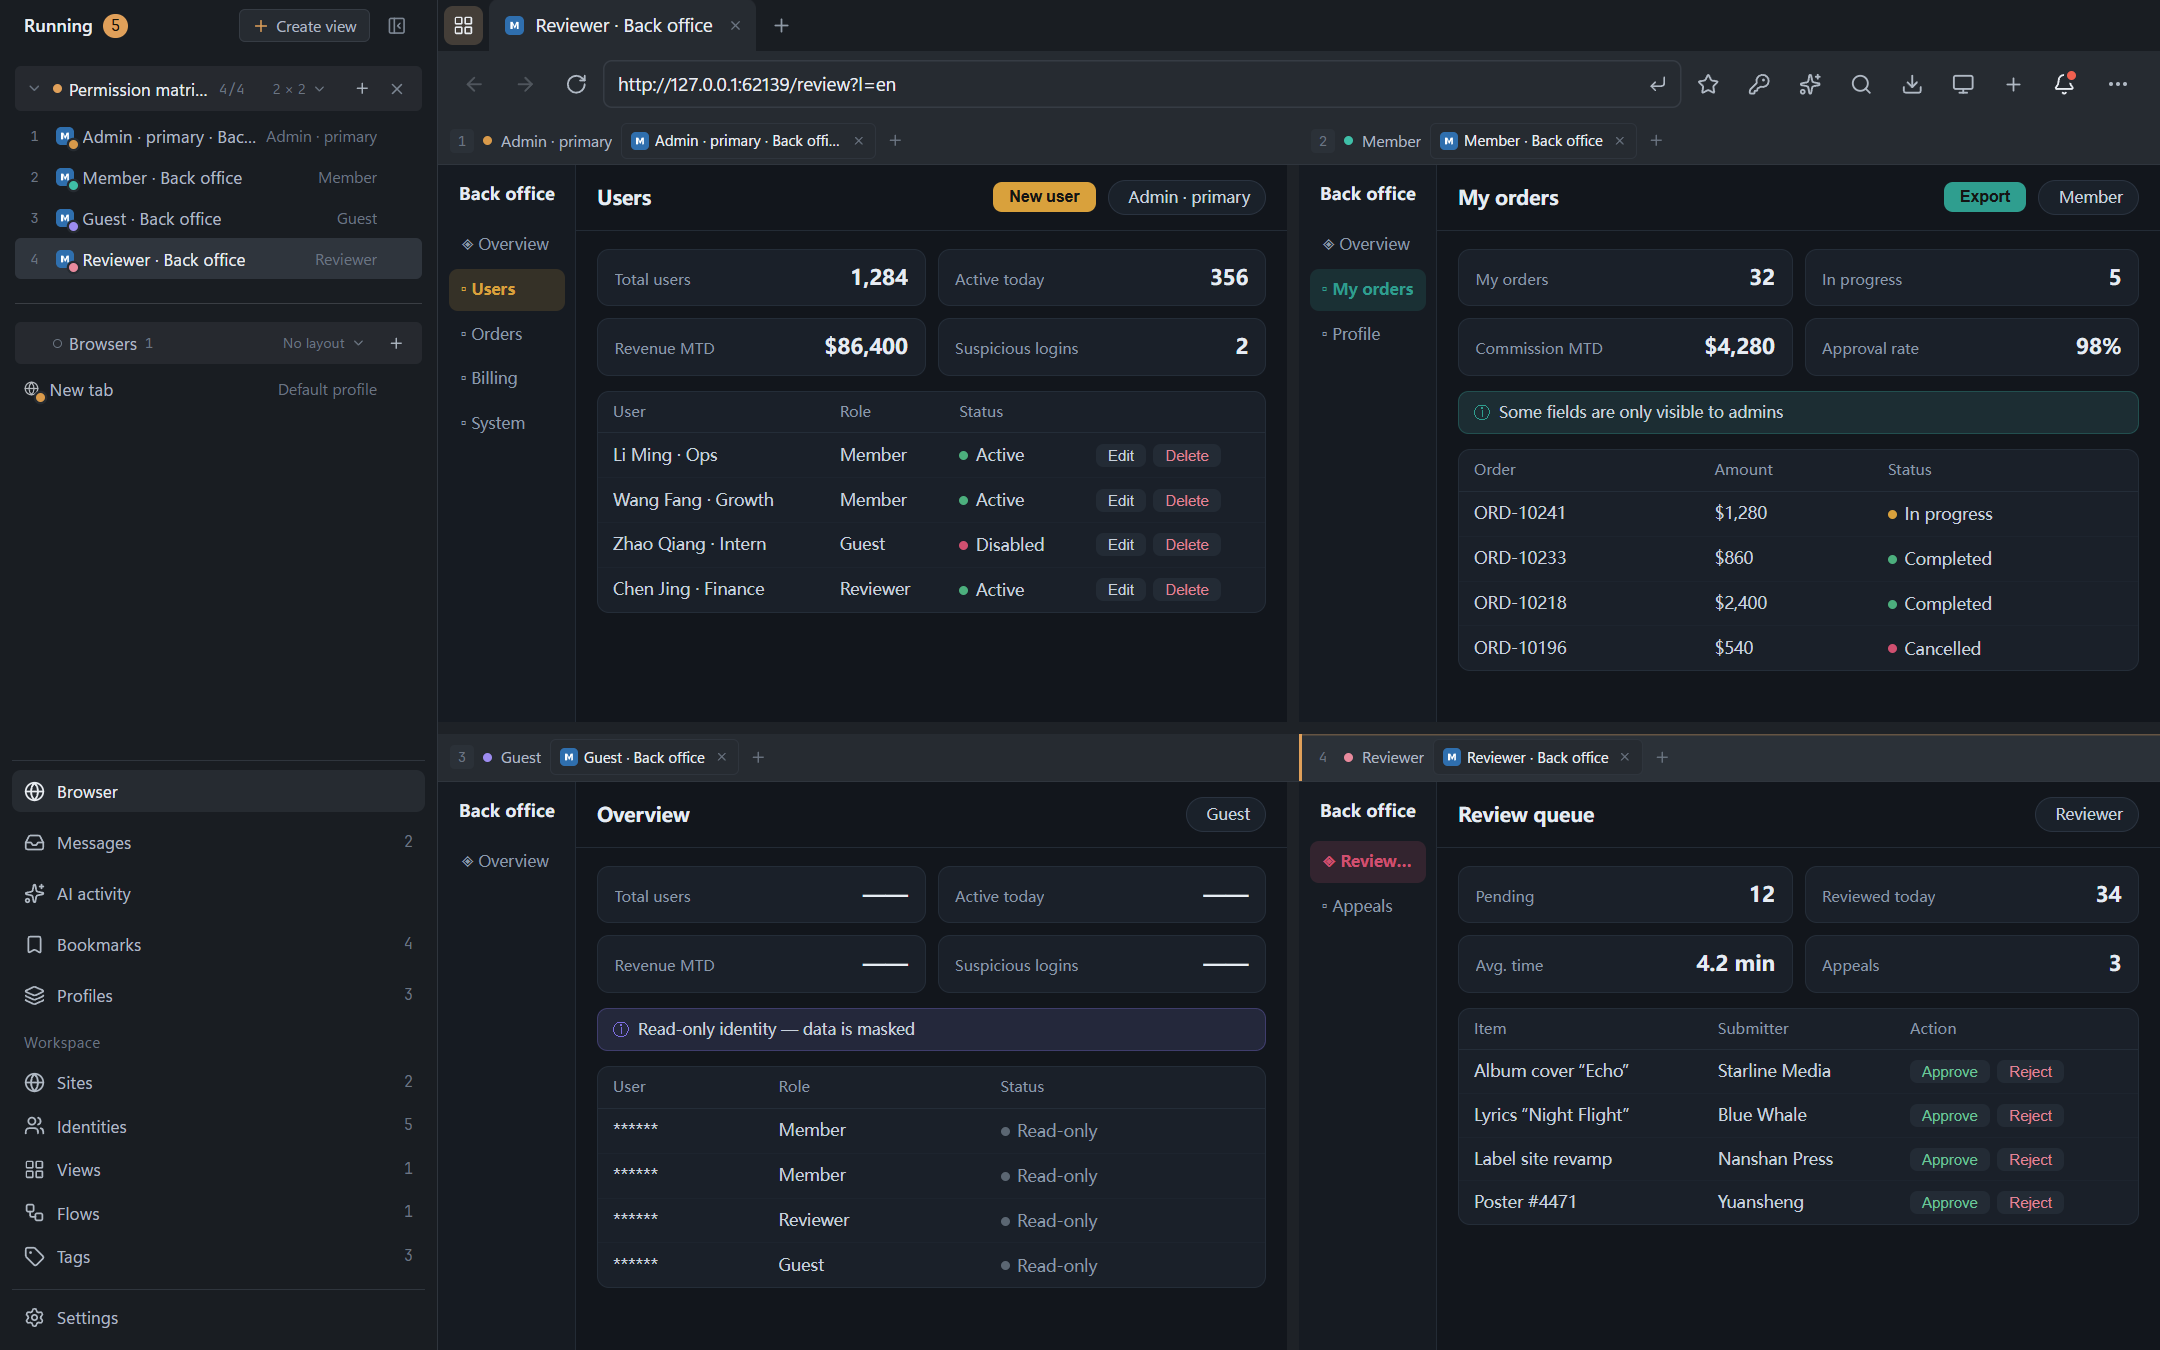 Running 5
Create view
Permission matri... 4/4 2 × 2
1 Admin · primary · Bac... Admin · primary
2 Member · Back office Member
3 Guest · Back office Guest
4 Reviewer · Back office Reviewer
Browsers 1 No layout
New tab Default profile
Browser
Messages 2
AI activity
Bookmarks 4
Profiles 3
Workspace
Sites 2
Identities 5
Views 1
Flows 1
Tags 3
Settings
M Reviewer · Back office
http://127.0.0.1:62139/review?l=en
1 Admin · primary M Admin · primary · Back offi...
Back office
Overview
Users
Orders
Billing
System
Users New user Admin · primary
Total users 1,284 Active today 356
Revenue MTD $86,400 Suspicious logins 2
User Role Status
Li Ming · Ops Member Active Edit Delete
Wang Fang · Growth Member Active Edit Delete
Zhao Qiang · Intern Guest Disabled Edit Delete
Chen Jing · Finance Reviewer Active Edit Delete
2 Member M Member · Back office
Back office
Overview
My orders
Profile
My orders Export Member
My orders 32 In progress 5
Commission MTD $4,280 Approval rate 98%
Some fields are only visible to admins
Order Amount Status
ORD-10241 $1,280 In progress
ORD-10233 $860 Completed
ORD-10218 $2,400 Completed
ORD-10196 $540 Cancelled
3 Guest M Guest · Back office
Back office
Overview
Overview Guest
Total users —— Active today ——
Revenue MTD —— Suspicious logins ——
Read-only identity — data is masked
User Role Status
****** Member Read-only
****** Member Read-only
****** Reviewer Read-only
****** Guest Read-only
4 Reviewer M Reviewer · Back office
Back office
Review...
Appeals
Review queue Reviewer
Pending 12 Reviewed today 34
Avg. time 4.2 min Appeals 3
Item Submitter Action
Album cover “Echo” Starline Media Approve Reject
Lyrics “Night Flight” Blue Whale Approve Reject
Label site revamp Nanshan Press Approve Reject
Poster #4471 Yuansheng Approve Reject